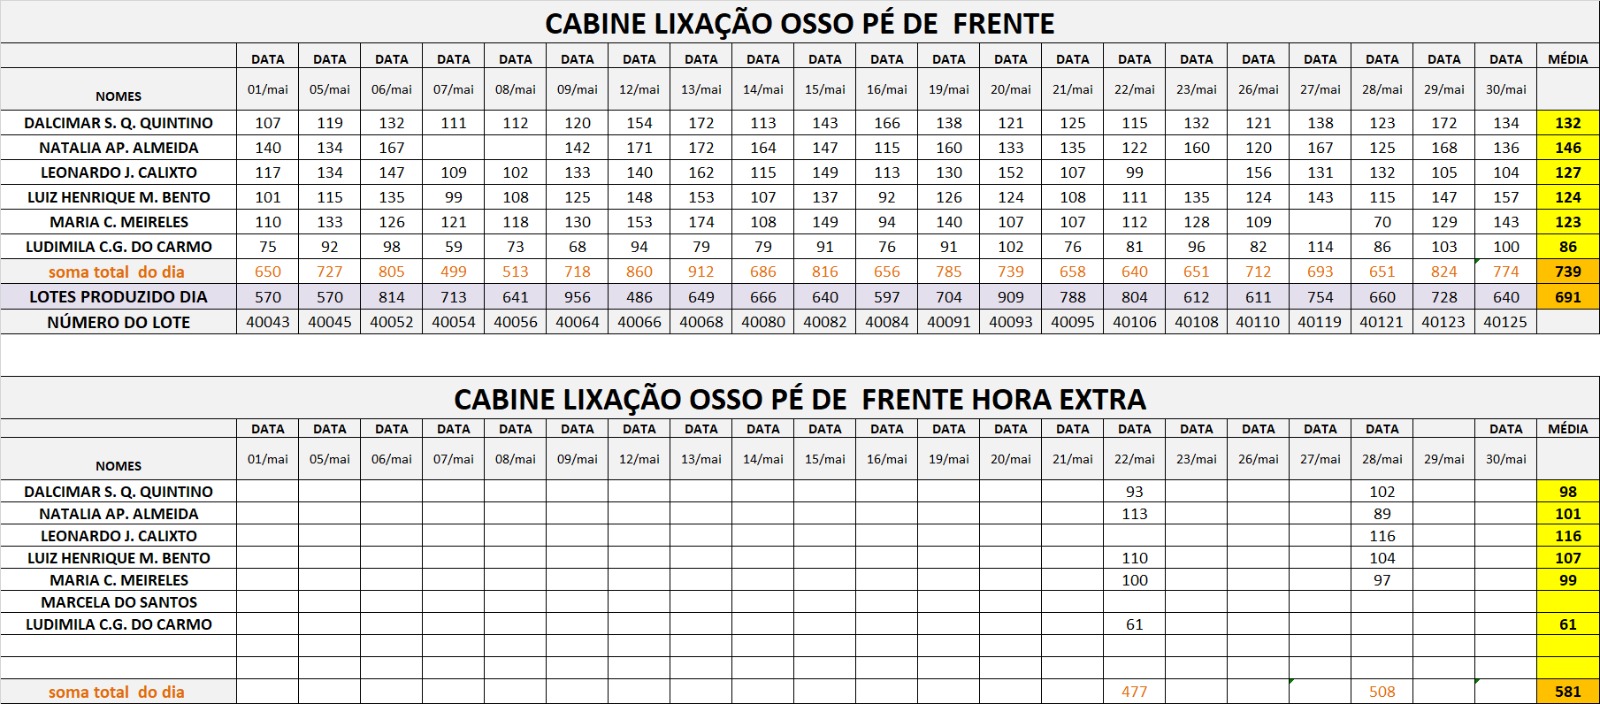 CABINE LIXAÇÃO OSSO PÉ DE FRENTE
DATA DATA DATA DATA DATA DATA DATA DATA DATA DATA DATA DATA DATA DATA DATA DATA DATA DATA DATA DATA DATA MÉDIA
NOMES 01/mai 05/mai 06/mai 07/mai 08/mai 09/mai 12/mai 13/mai 14/mai 15/mai 16/mai 19/mai 20/mai 21/mai 22/mai 23/mai 26/mai 27/mai 28/mai 29/mai 30/mai
DALCIMAR S. Q. QUINTINO 107 119 132 111 112 120 154 172 113 143 166 138 121 125 115 132 121 138 123 172 134 132
NATALIA AP. ALMEIDA 140 134 167 142 171 172 164 147 115 160 133 135 122 160 120 167 125 168 136 146
LEONARDO J. CALIXTO 117 134 147 109 102 133 140 162 115 149 113 130 152 107 99 156 131 132 105 104 127
LUIZ HENRIQUE M. BENTO 101 115 135 99 108 125 148 153 107 137 92 126 124 108 111 135 124 143 115 147 157 124
MARIA C. MEIRELES 110 133 126 121 118 130 153 174 108 149 94 140 107 107 112 128 109 70 129 143 123
LUDIMILA C.G. DO CARMO 75 92 98 59 73 68 94 79 79 91 76 91 102 76 81 96 82 114 86 103 100 86
soma total do dia 650 727 805 499 513 718 860 912 686 816 656 785 739 658 640 651 712 693 651 824 774 739
LOTES PRODUZIDO DIA 570 570 814 713 641 956 486 649 666 640 597 704 909 788 804 612 611 754 660 728 640 691
NÚMERO DO LOTE 40043 40045 40052 40054 40056 40064 40066 40068 40080 40082 40084 40091 40093 40095 40106 40108 40110 40119 40121 40123 40125
CABINE LIXAÇÃO OSSO PÉ DE FRENTE HORA EXTRA
DATA DATA DATA DATA DATA DATA DATA DATA DATA DATA DATA DATA DATA DATA DATA DATA DATA DATA DATA DATA MÉDIA
NOMES 01/mai 05/mai 06/mai 07/mai 08/mai 09/mai 12/mai 13/mai 14/mai 15/mai 16/mai 19/mai 20/mai 21/mai 22/mai 23/mai 26/mai 27/mai 28/mai 29/mai 30/mai
DALCIMAR S. Q. QUINTINO 93 102 98
NATALIA AP. ALMEIDA 113 89 101
LEONARDO J. CALIXTO 116 116
LUIZ HENRIQUE M. BENTO 110 104 107
MARIA C. MEIRELES 100 97 99
MARCELA DO SANTOS
LUDIMILA C.G. DO CARMO 61 61
soma total do dia 477 508 581